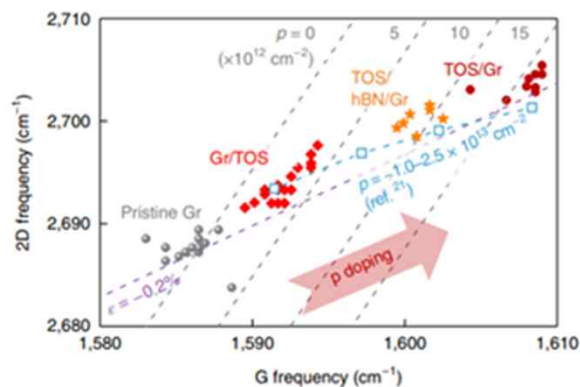 2,710
2,700
2,690
2,680
2D frequency (cm⁻¹)
p = 0 5 10 15
(×10¹² cm⁻²)
TOS/
hBN/Gr
TOS/Gr
Gr/TOS
Pristine Gr
p = −1.0–2.5 × 10¹³ cm⁻²
(ref. 21)
p doping
ε = −0.2%
1,580 1,590 1,600 1,610
G frequency (cm⁻¹)